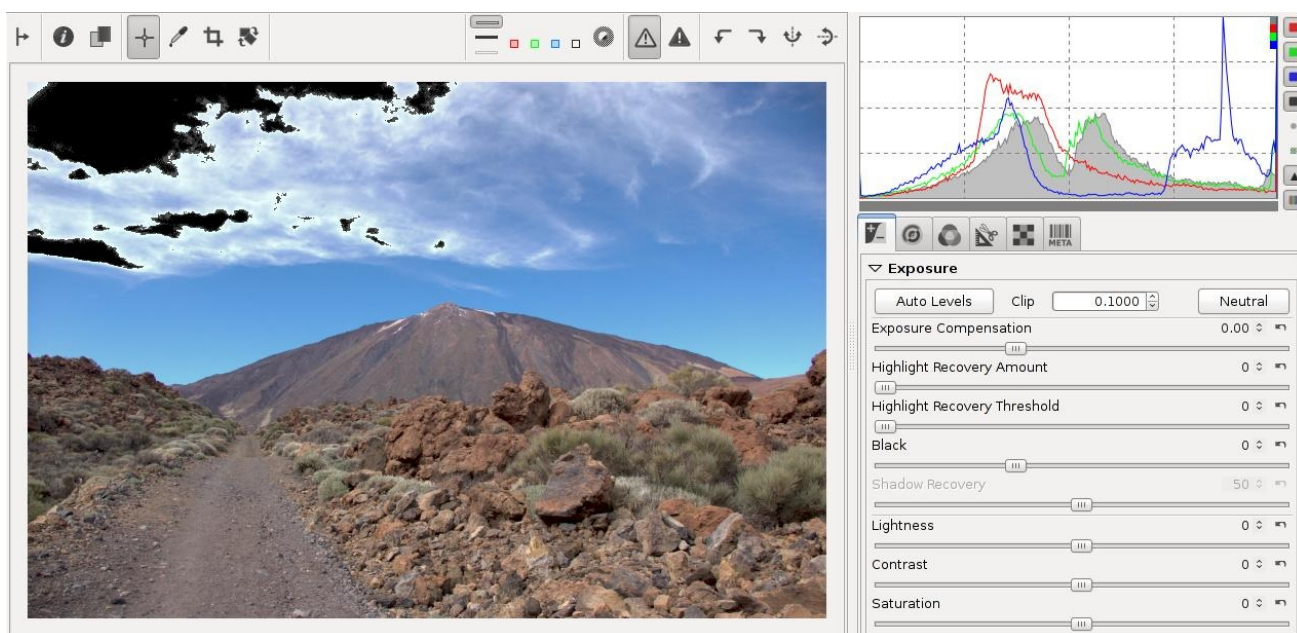 META
Exposure
Auto Levels Clip 0.1000 Neutral
Exposure Compensation 0.00
Highlight Recovery Amount 0
Highlight Recovery Threshold 0
Black 0
Shadow Recovery 50
Lightness 0
Contrast 0
Saturation 0